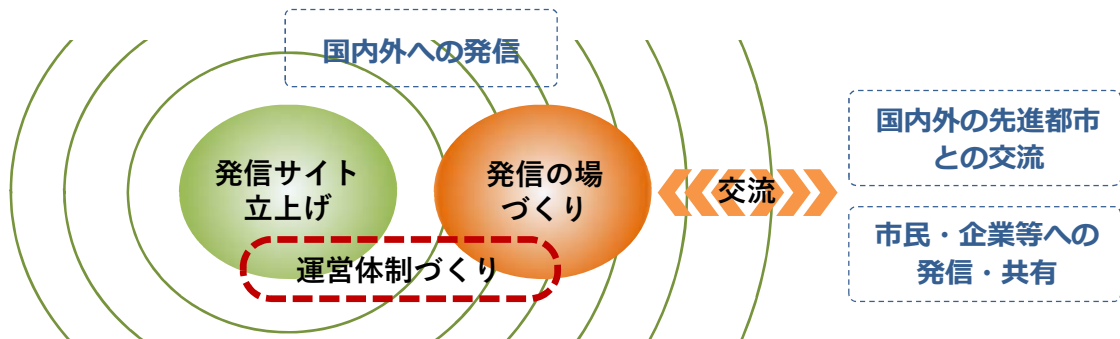 国内外への発信
発信サイト
立上げ
発信の場
づくり
運営体制づくり
交流
国内外の先進都市
との交流
市民・企業等への
発信・共有